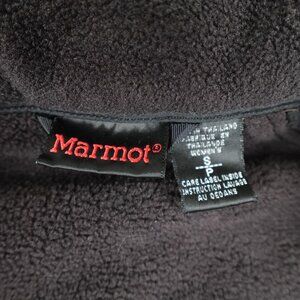 Marmot®
IN THAILAND
FABRIQUE EN
THAILANDE
WOMEN'S
S
P
CARE LABEL INSIDE
INSTRUCTION LAVAGE
AU DEDANS